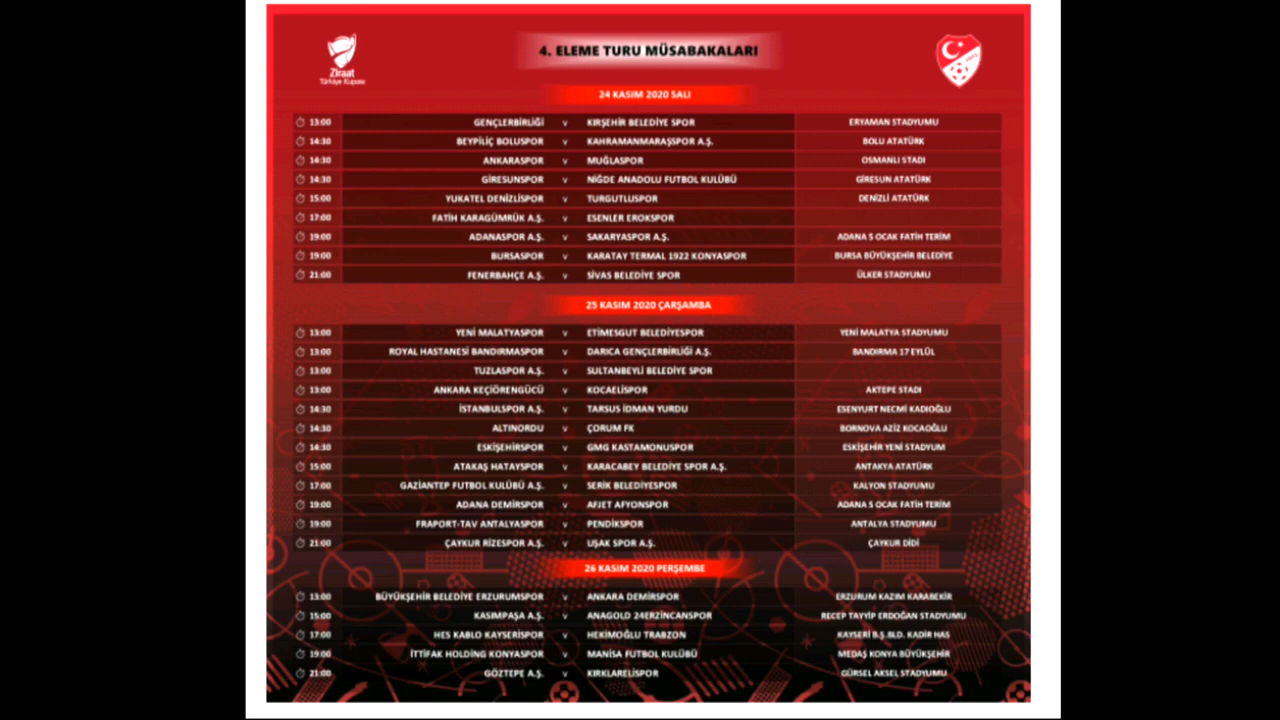 Ziraat
Türkiye Kupası
4. ELEME TURU MÜSABAKALARI
24 KASIM 2020 SALI
13:00 GENÇLERBİRLİĞİ v KIRŞEHİR BELEDİYE SPOR ERYAMAN STADYUMU
14:30 BEYPİLİÇ BOLUSPOR v KAHRAMANMARAŞSPOR A.Ş. BOLU ATATÜRK
14:30 ANKARASPOR v MUĞLASPOR OSMANLI STADI
14:30 GİRESUNSPOR v NİĞDE ANADOLU FUTBOL KULÜBÜ GİRESUN ATATÜRK
15:00 YUKATEL DENİZLİSPOR v TURGUTLUSPOR DENİZLİ ATATÜRK
17:00 FATİH KARAGÜMRÜK A.Ş. v ESENLER EROKSPOR
19:00 ADANASPOR A.Ş. v SAKARYASPOR A.Ş. ADANA 5 OCAK FATİH TERİM
19:00 BURSASPOR v KARATAY TERMAL 1922 KONYASPOR BURSA BÜYÜKŞEHİR BELEDİYE
21:00 FENERBAHÇE A.Ş. v SİVAS BELEDİYE SPOR ÜLKER STADYUMU
25 KASIM 2020 ÇARŞAMBA
13:00 YENİ MALATYASPOR v ETİMESGUT BELEDİYESPOR YENİ MALATYA STADYUMU
13:00 ROYAL HASTANESİ BANDIRMASPOR v DARICA GENÇLERBİRLİĞİ A.Ş. BANDIRMA 17 EYLÜL
13:00 TUZLASPOR A.Ş. v SULTANBEYLİ BELEDİYE SPOR
13:00 ANKARA KEÇİÖRENGÜCÜ v KOCAELİSPOR AKTEPE STADI
14:30 İSTANBULSPOR A.Ş. v TARSUS İDMAN YURDU ESENYURT NECMİ KADIOĞLU
14:30 ALTINORDU v ÇORUM FK BORNOVA AZİZ KOCAOĞLU
14:30 ESKİŞEHİRSPOR v GMG KASTAMONUSPOR ESKİŞEHİR YENİ STADYUM
15:00 ATAKAŞ HATAYSPOR v KARACABEY BELEDİYE SPOR A.Ş. ANTAKYA ATATÜRK
17:00 GAZİANTEP FUTBOL KULÜBÜ A.Ş. v SERİK BELEDİYESPOR KALYON STADYUMU
19:00 ADANA DEMİRSPOR v AFJET AFYONSPOR ADANA 5 OCAK FATİH TERİM
19:00 FRAPORT-TAV ANTALYASPOR v PENDİKSPOR ANTALYA STADYUMU
21:00 ÇAYKUR RİZESPOR A.Ş. v UŞAK SPOR A.Ş. ÇAYKUR DİDİ
26 KASIM 2020 PERŞEMBE
13:00 BÜYÜKŞEHİR BELEDİYE ERZURUMSPOR v ANKARA DEMİRSPOR ERZURUM KAZIM KARABEKİR
15:00 KASIMPAŞA A.Ş. v ANAGOLD 24ERZİNCANSPOR RECEP TAYYİP ERDOĞAN STADYUMU
17:00 HES KABLO KAYSERİSPOR v HEKİMOĞLU TRABZON KAYSERİ B.Ş.BLD. KADİR HAS
19:00 İTTİFAK HOLDİNG KONYASPOR v MANİSA FUTBOL KULÜBÜ MEDAŞ KONYA BÜYÜKŞEHİR
21:00 GÖZTEPE A.Ş. v KIRKLARELİSPOR GÜRSEL AKSEL STADYUMU